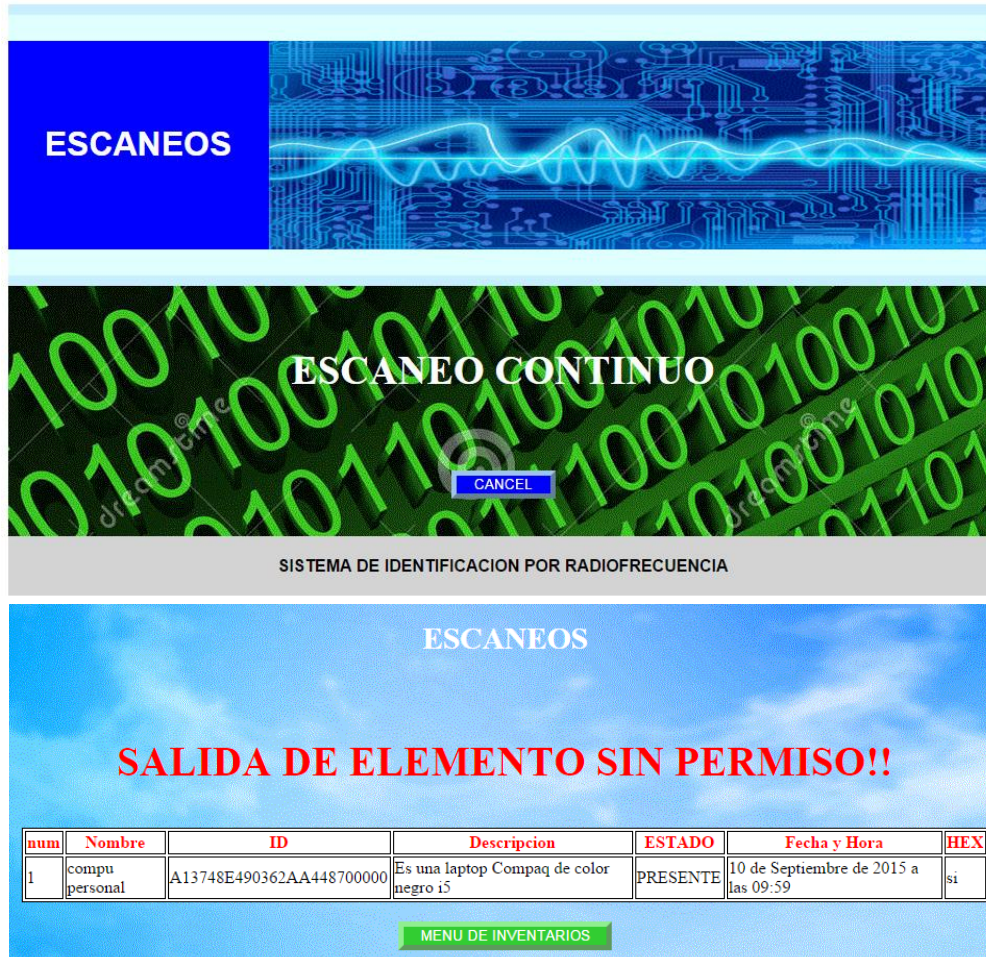 ESCANEOS
ESCANEO CONTINUO
dreamstime
dreamstime
CANCEL
SISTEMA DE IDENTIFICACION POR RADIOFRECUENCIA
ESCANEOS
SALIDA DE ELEMENTO SIN PERMISO!!
num Nombre ID Descripcion ESTADO Fecha y Hora HEX
1 compu personal A13748E490362AA448700000 Es una laptop Compaq de color negro i5 PRESENTE 10 de Septiembre de 2015 a las 09:59 si
MENU DE INVENTARIOS